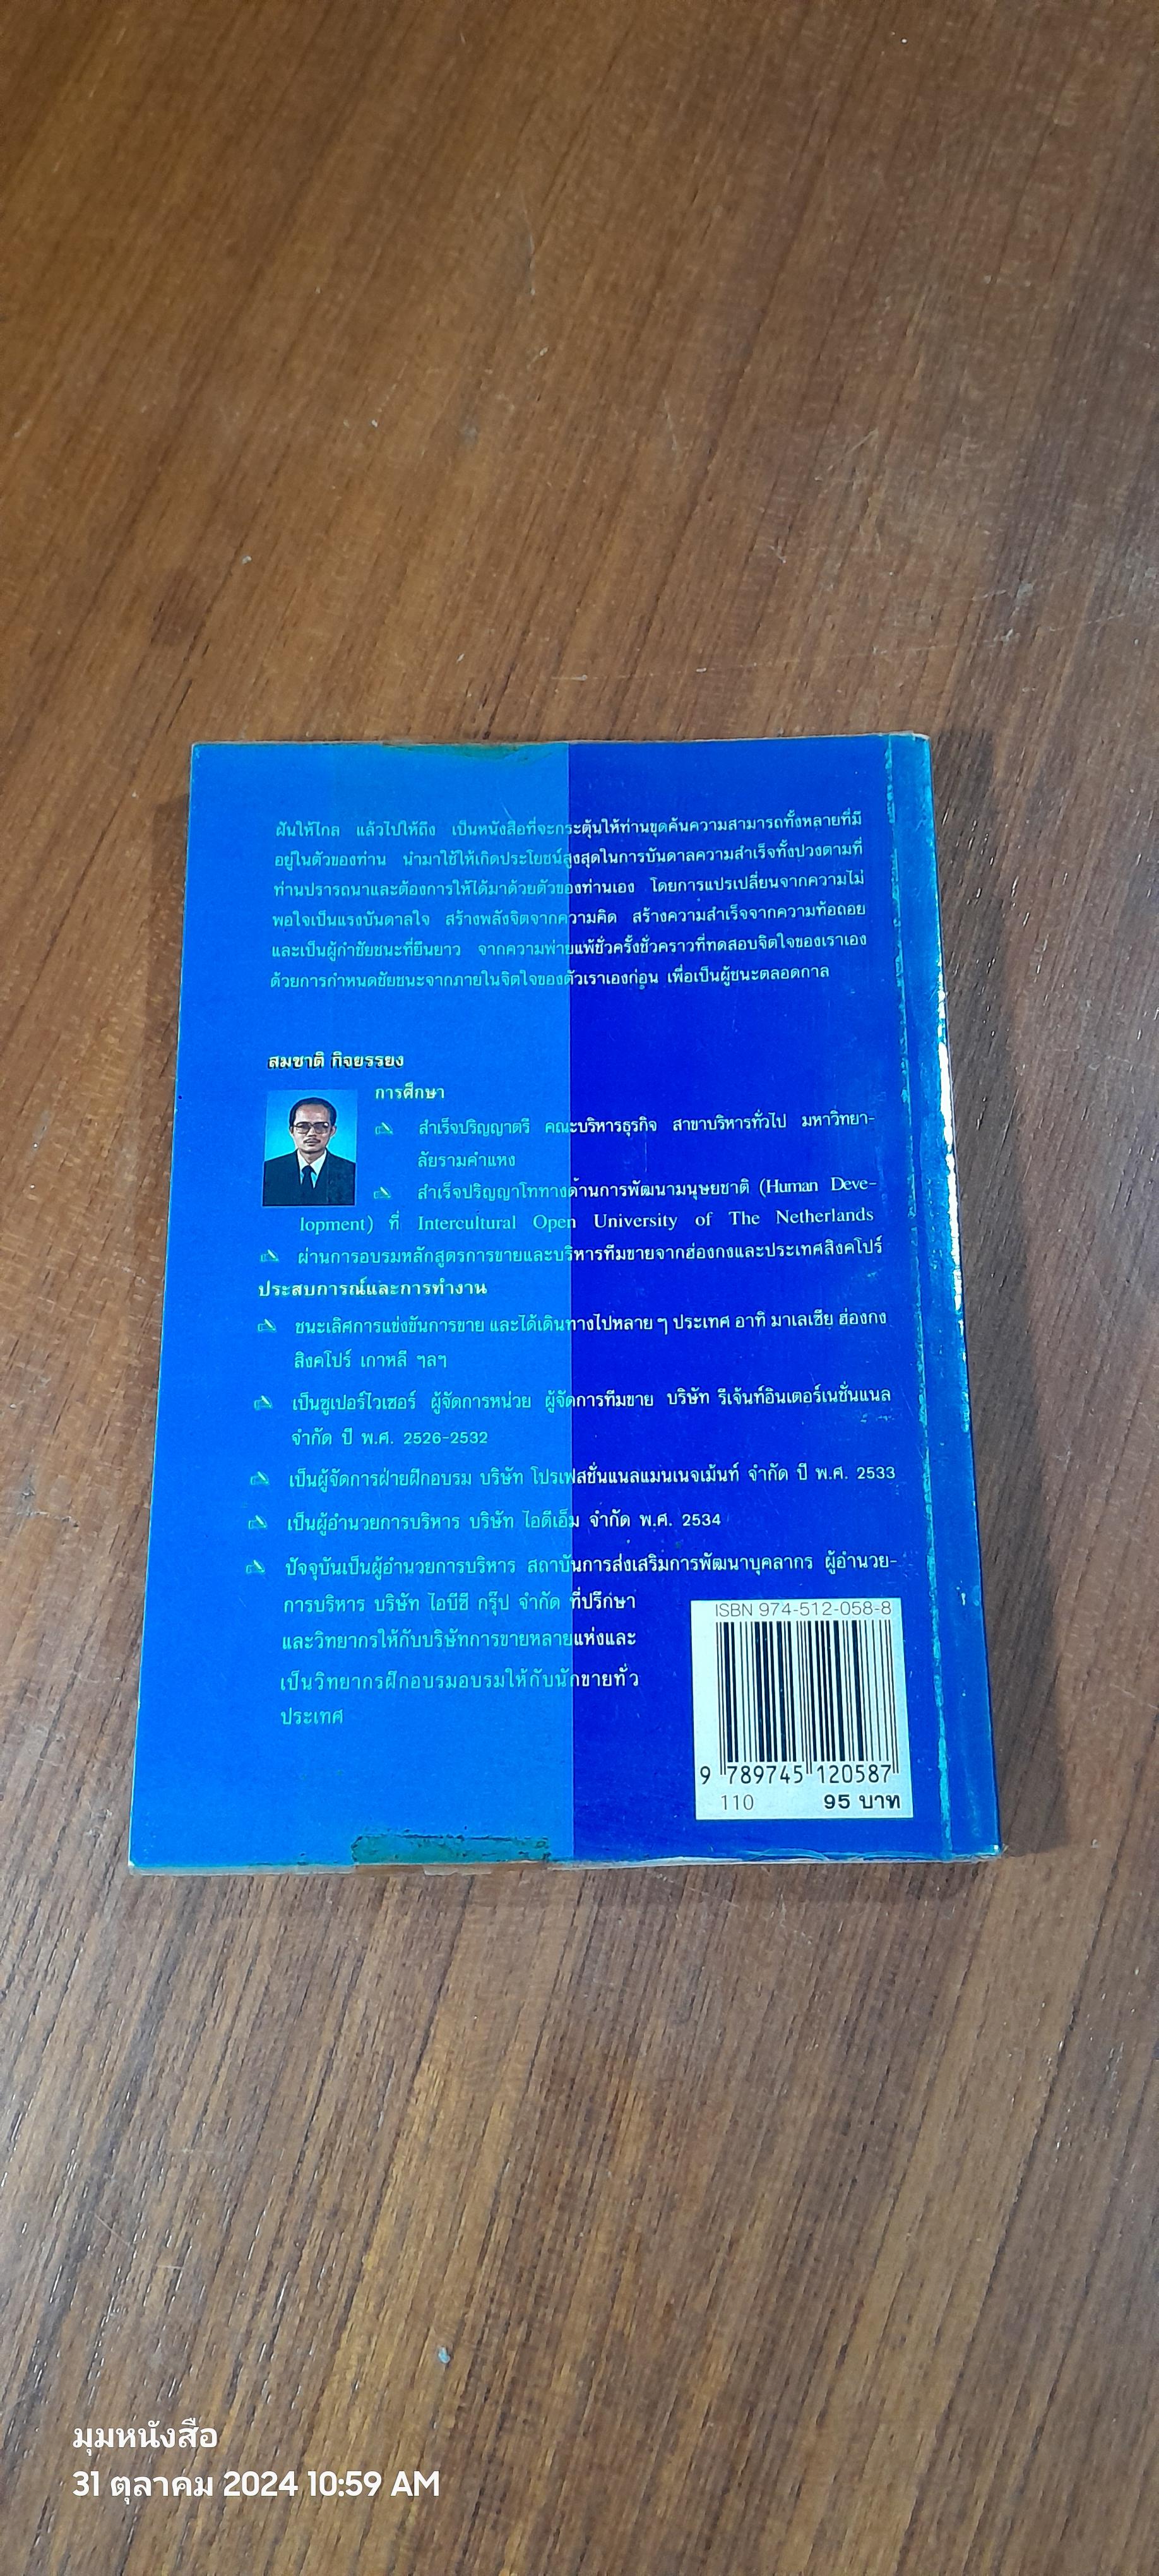 ฝันให้ไกล แล้วไปให้ถึง เป็นหนังสือที่จะกระตุ้นให้ท่านขุดค้นความสามารถทั้งหลายที่มี
อยู่ในตัวของท่าน นำมาใช้ให้เกิดประโยชน์สูงสุดในการบันดาลความสำเร็จทั้งปวงตามที่
ท่านปรารถนาและต้องการให้ได้มาด้วยตัวของท่านเอง โดยการแปรเปลี่ยนจากความไม่
พอใจเป็นแรงบันดาลใจ สร้างพลังจิตจากความคิด สร้างความสำเร็จจากความท้อถอย
และเป็นผู้กำชัยชนะที่ยืนยาว จากความพ่ายแพ้ชั่วครั้งชั่วคราวที่ทดสอบจิตใจของเราเอง
ด้วยการกำหนดชัยชนะจากภายในจิตใจของตัวเราเองก่อน เพื่อเป็นผู้ชนะตลอดกาล
สมชาติ กิจยรรยง
การศึกษา
สำเร็จปริญญาตรี คณะบริหารธุรกิจ สาขาบริหารทั่วไป มหาวิทยา-
ลัยรามคำแหง
สำเร็จปริญญาโททางด้านการพัฒนามนุษยชาติ (Human Deve-
lopment) ที่ Intercultural Open University of The Netherlands
ผ่านการอบรมหลักสูตรการขายและบริหารทีมขายจากฮ่องกงและประเทศสิงคโปร์
ประสบการณ์และการทำงาน
ชนะเลิศการแข่งขันการขาย และได้เดินทางไปหลาย ๆ ประเทศ อาทิ มาเลเซีย ฮ่องกง
สิงคโปร์ เกาหลี ฯลฯ
เป็นซูเปอร์ไวเซอร์ ผู้จัดการหน่วย ผู้จัดการทีมขาย บริษัท รีเจ้นท์อินเตอร์เนชั่นแนล
จำกัด ปี พ.ศ. 2526-2532
เป็นผู้จัดการฝ่ายฝึกอบรม บริษัท โปรเฟสชั่นแนลแมนเนจเม้นท์ จำกัด ปี พ.ศ. 2533
เป็นผู้อำนวยการบริหาร บริษัท ไอดีเอ็ม จำกัด พ.ศ. 2534
ปัจจุบันเป็นผู้อำนวยการบริหาร สถาบันการส่งเสริมการพัฒนาบุคลากร ผู้อำนวย-
การบริหาร บริษัท ไอบีซี กรุ๊ป จำกัด ที่ปรึกษา
และวิทยากรให้กับบริษัทการขายหลายแห่งและ
เป็นวิทยากรฝึกอบรมอบรมให้กับนักขายทั่ว
ประเทศ
ISBN 974-512-058-8
9 789745 120587
110 95 บาท
มุมหนังสือ
31 ตุลาคม 2024 10:59 AM